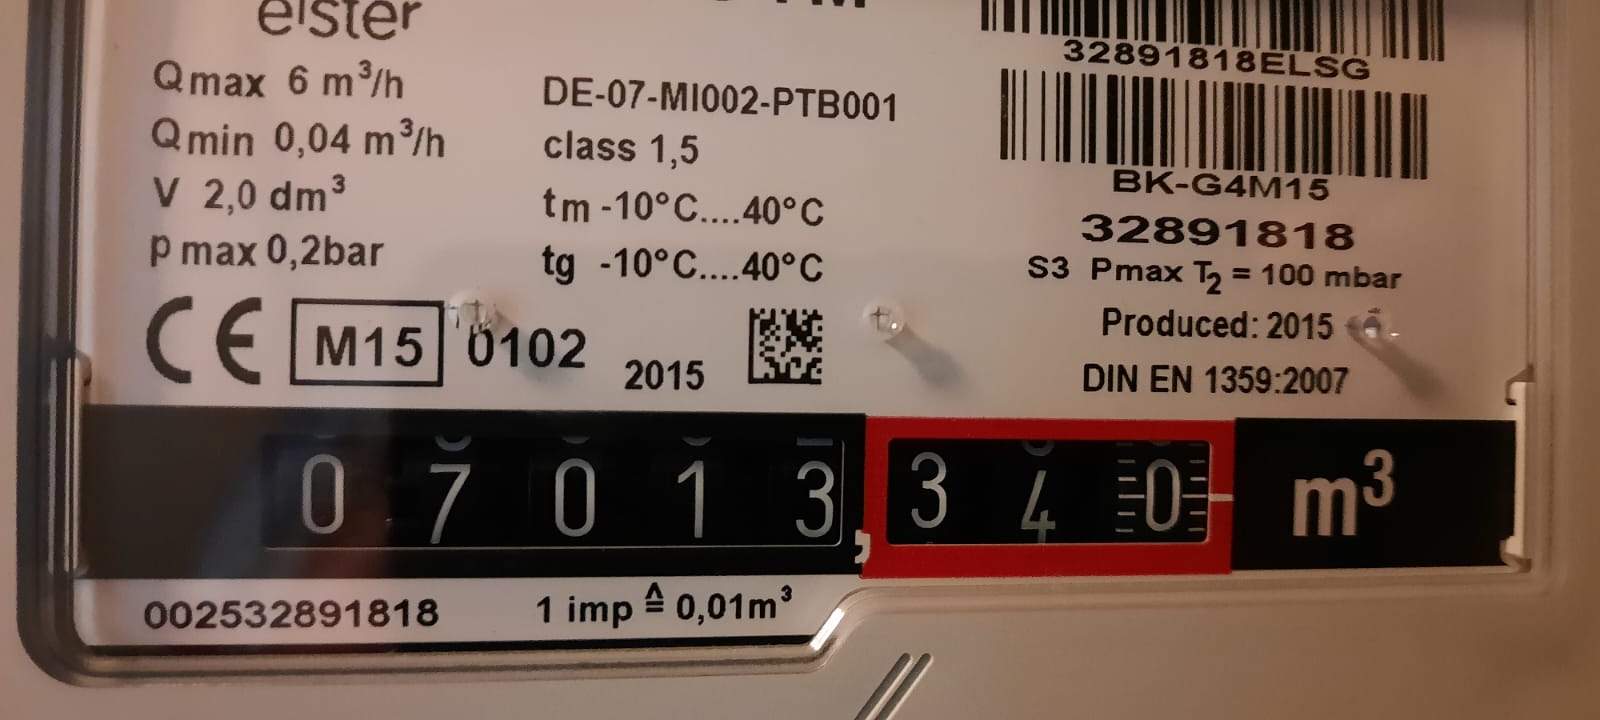 elster
32891818ELSG
Qmax 6 m³/h
Qmin 0,04 m³/h
V 2,0 dm³
p max 0,2bar
DE-07-MI002-PTB001
class 1,5
tm -10°C....40°C
tg -10°C....40°C
BK-G4M15
32891818
S3 Pmax T₂ = 100 mbar
Produced: 2015
DIN EN 1359:2007
CE M15 0102 2015
07013,340 m³
002532891818 1 imp ≙ 0,01m³